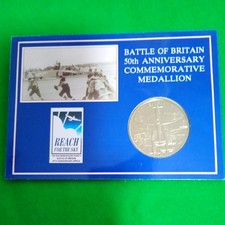 BATTLE OF BRITAIN
50th ANNIVERSARY
COMMEMORATIVE
MEDALLION
REACH
FOR THE SKY